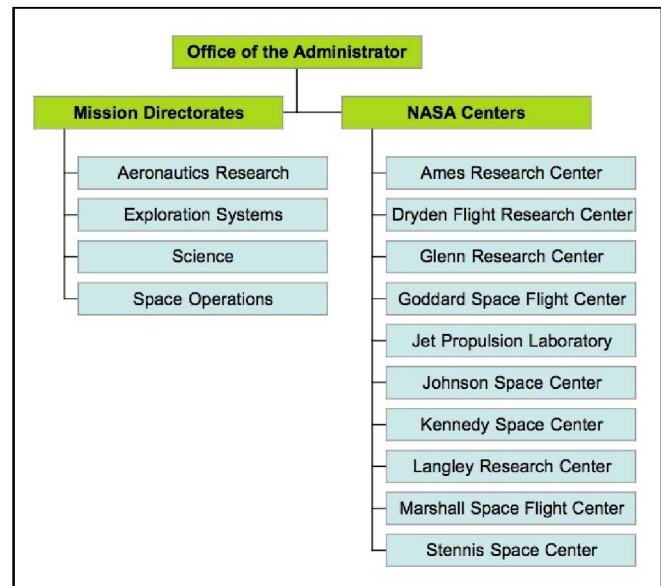 Office of the Administrator
Mission Directorates
Aeronautics Research
Exploration Systems
Science
Space Operations
NASA Centers
Ames Research Center
Dryden Flight Research Center
Glenn Research Center
Goddard Space Flight Center
Jet Propulsion Laboratory
Johnson Space Center
Kennedy Space Center
Langley Research Center
Marshall Space Flight Center
Stennis Space Center